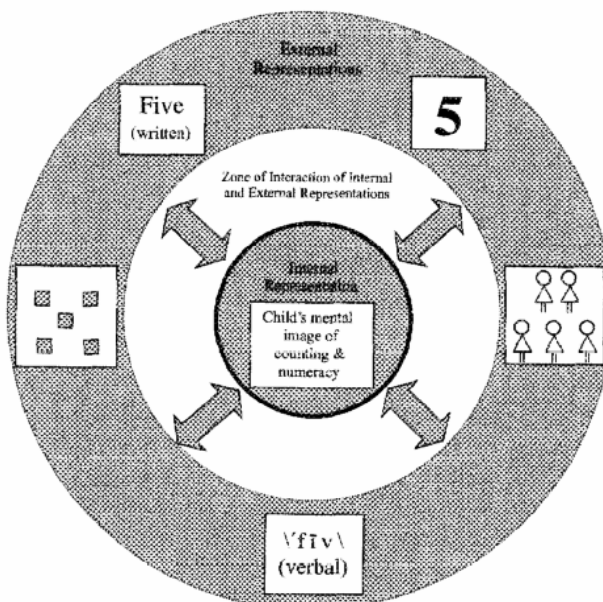 External
Representations
Five
(written)
5
Zone of Interaction of Internal
and External Representations
Internal
Representation
Child's mental
image of
counting &
numeracy
\ˈfīv\
(verbal)